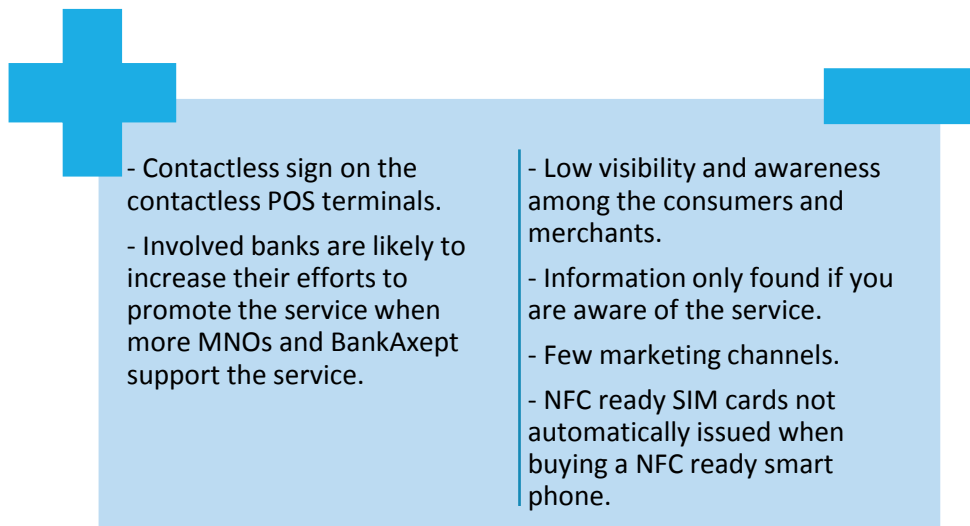 - Contactless sign on the
contactless POS terminals.
- Involved banks are likely to
increase their efforts to
promote the service when
more MNOs and BankAxept
support the service.
- Low visibility and awareness
among the consumers and
merchants.
- Information only found if you
are aware of the service.
- Few marketing channels.
- NFC ready SIM cards not
automatically issued when
buying a NFC ready smart
phone.